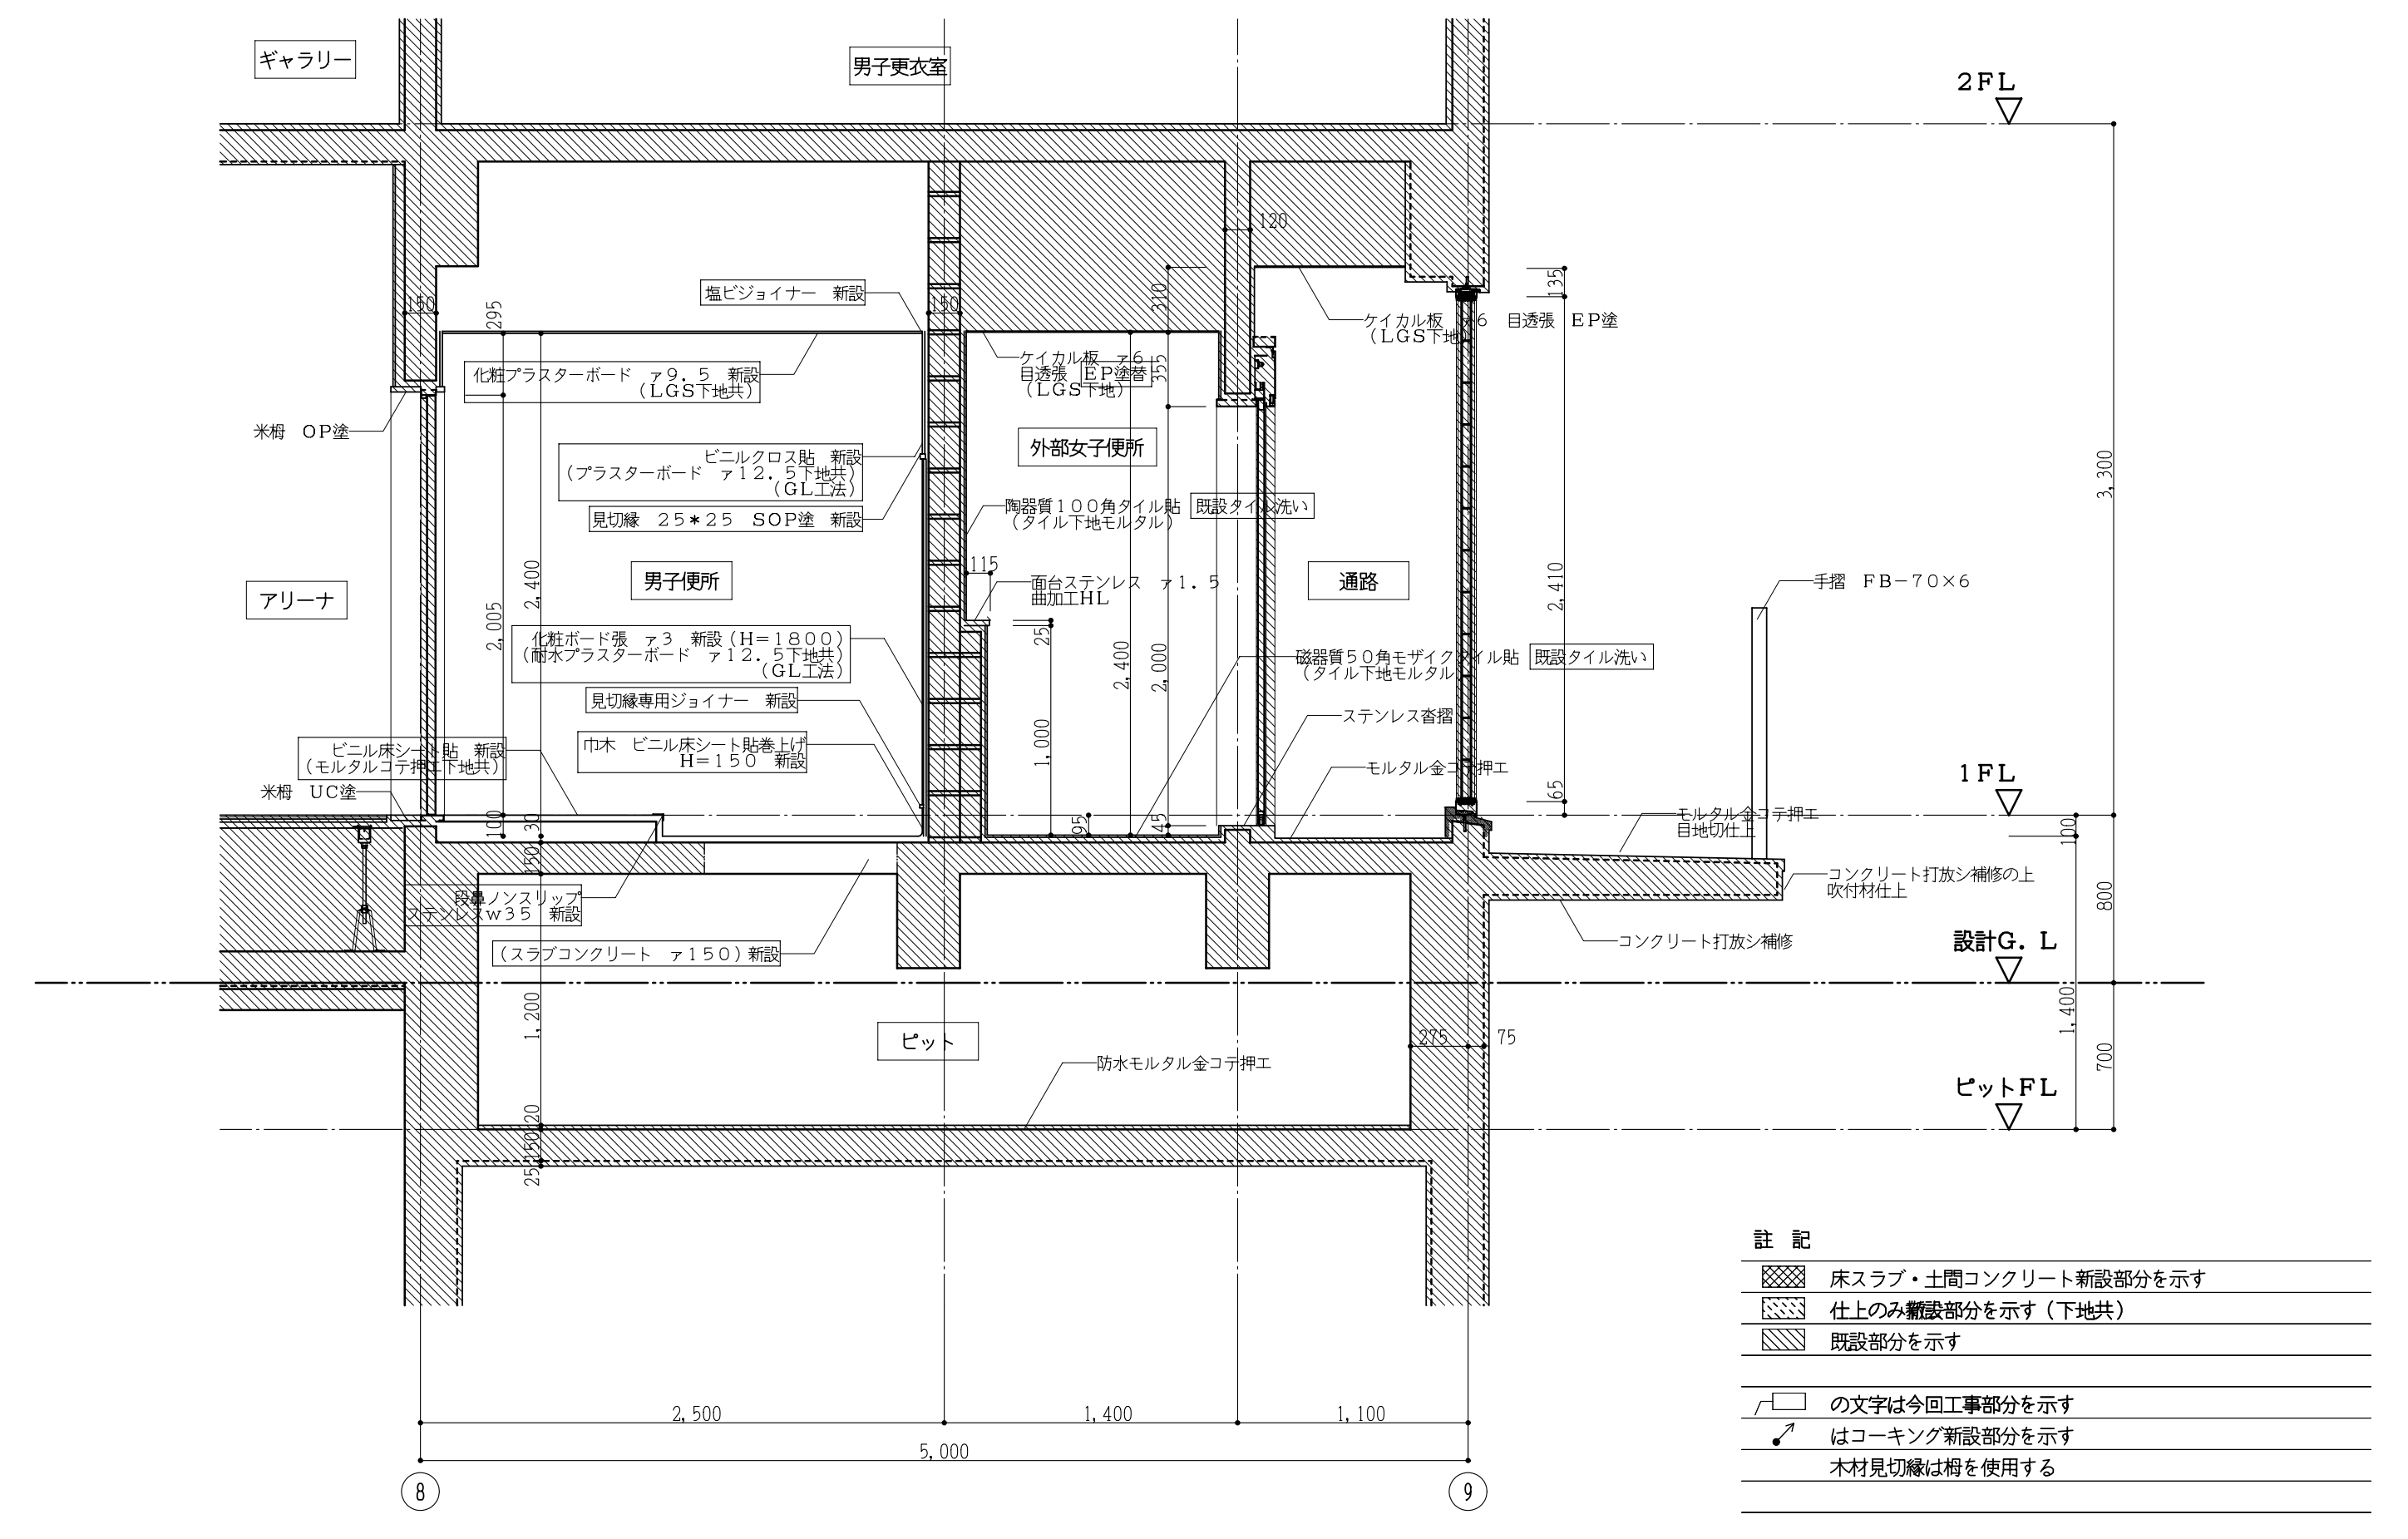 ギャラリー
男子更衣室
2FL
120
150
295
塩ビジョイナー　新設
150
310
135
ケイカル板　ァ6　目透張　EP塗
（LGS下地）
化粧プラスターボード　ァ9．5　新設
（LGS下地共）
ケイカル板　ァ6
目透張　EP塗替
（LGS下地）
355
米栂　OP塗
ビニルクロス貼　新設
（プラスターボード　ァ12．5下地共）
（GL工法）
外部女子便所
3,300
見切縁　25*25　SOP塗　新設
陶器質100角タイル貼　既設タイル洗い
（タイル下地モルタル）
アリーナ
男子便所
2,400
2,005
115
面台ステンレス　ァ1．5
曲加工HL
通路
2,410
手摺　FB－70×6
化粧ボード張　ァ3　新設（H＝1800）
（耐水プラスターボード　ァ12．5下地共）
（GL工法）
25
2,400
2,000
磁器質50角モザイクタイル貼　既設タイル洗い
（タイル下地モルタル
見切縁専用ジョイナー　新設
ステンレス沓摺
ビニル床シート貼　新設
（モルタルコテ押エ下地共）
巾木　ビニル床シート貼巻上げ
H＝150　新設
1,000
モルタル金コテ押エ
65
1FL
米栂　UC塗
100
30
95
45
モルタル金コテ押エ
目地切仕上
100
150
段鼻ノンスリップ
ステンレスw35　新設
コンクリート打放シ補修の上
吹付材仕上
800
（スラブコンクリート　ァ150）新設
コンクリート打放シ補修
設計G．L
1,200
ピット
275
75
1,400
700
防水モルタル金コテ押エ
ピットFL
20
150
25
註　記
床スラブ・土間コンクリート新設部分を示す
仕上のみ新設部分を示す（下地共）
既設部分を示す
の文字は今回工事部分を示す
はコーキング新設部分を示す
木材見切縁は栂を使用する
2,500
1,400
1,100
5,000
8
9